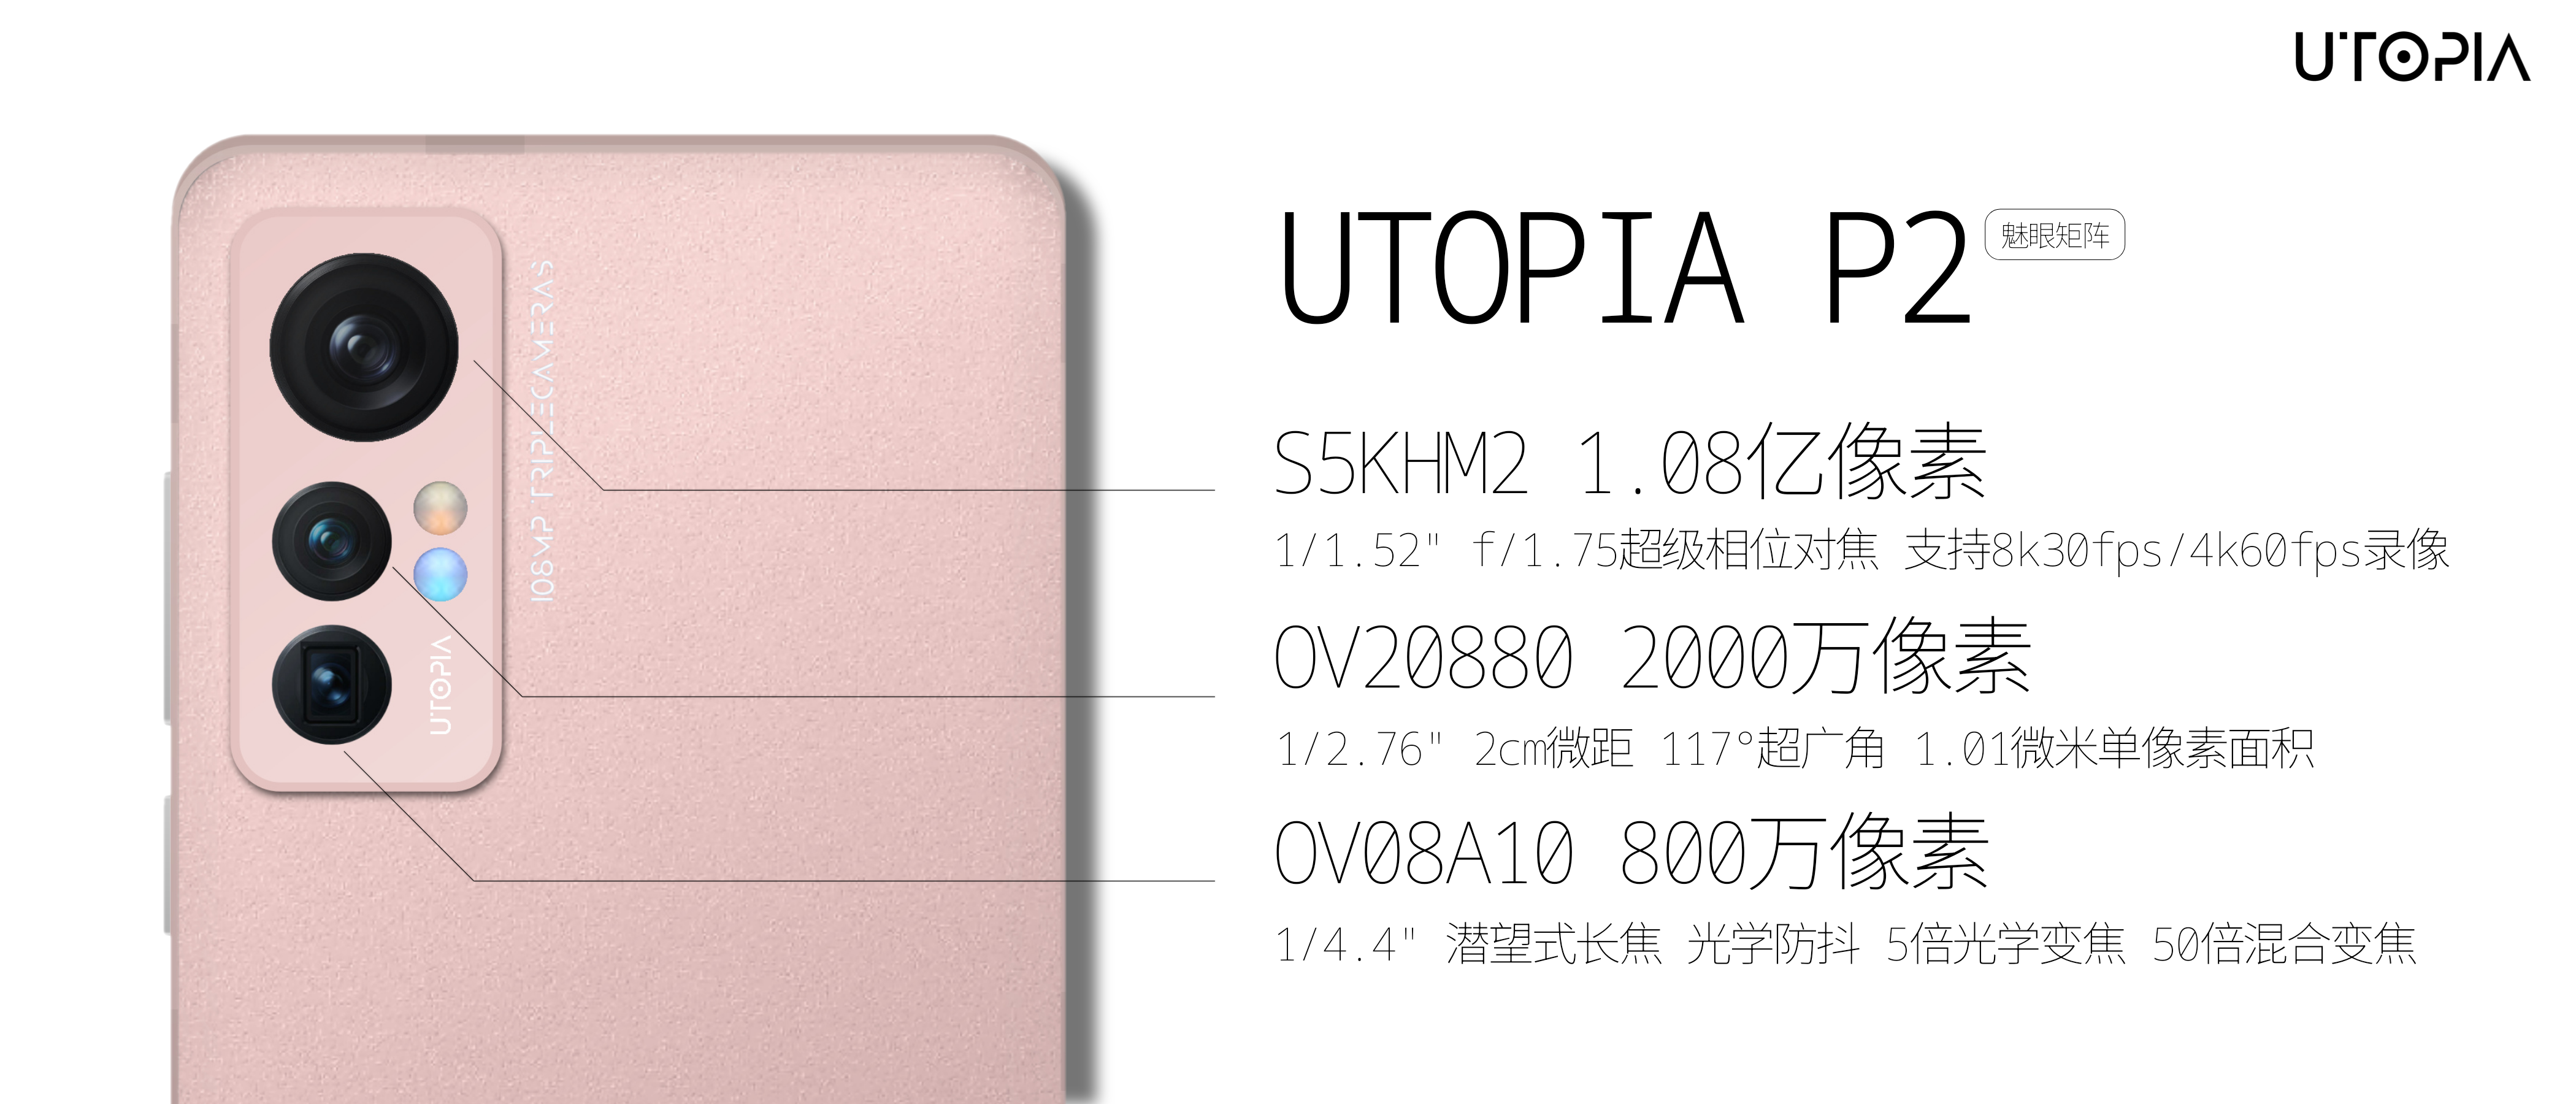 UTOPIA
UTOPIA P2 魅眼矩阵
108MP TRIPLECAMERAS
UTOPIA
S5KHM2 1.08亿像素
1/1.52" f/1.75超级相位对焦 支持8k30fps/4k60fps录像
OV20880 2000万像素
1/2.76" 2cm微距 117°超广角 1.01微米单像素面积
OV08A10 800万像素
1/4.4" 潜望式长焦 光学防抖 5倍光学变焦 50倍混合变焦